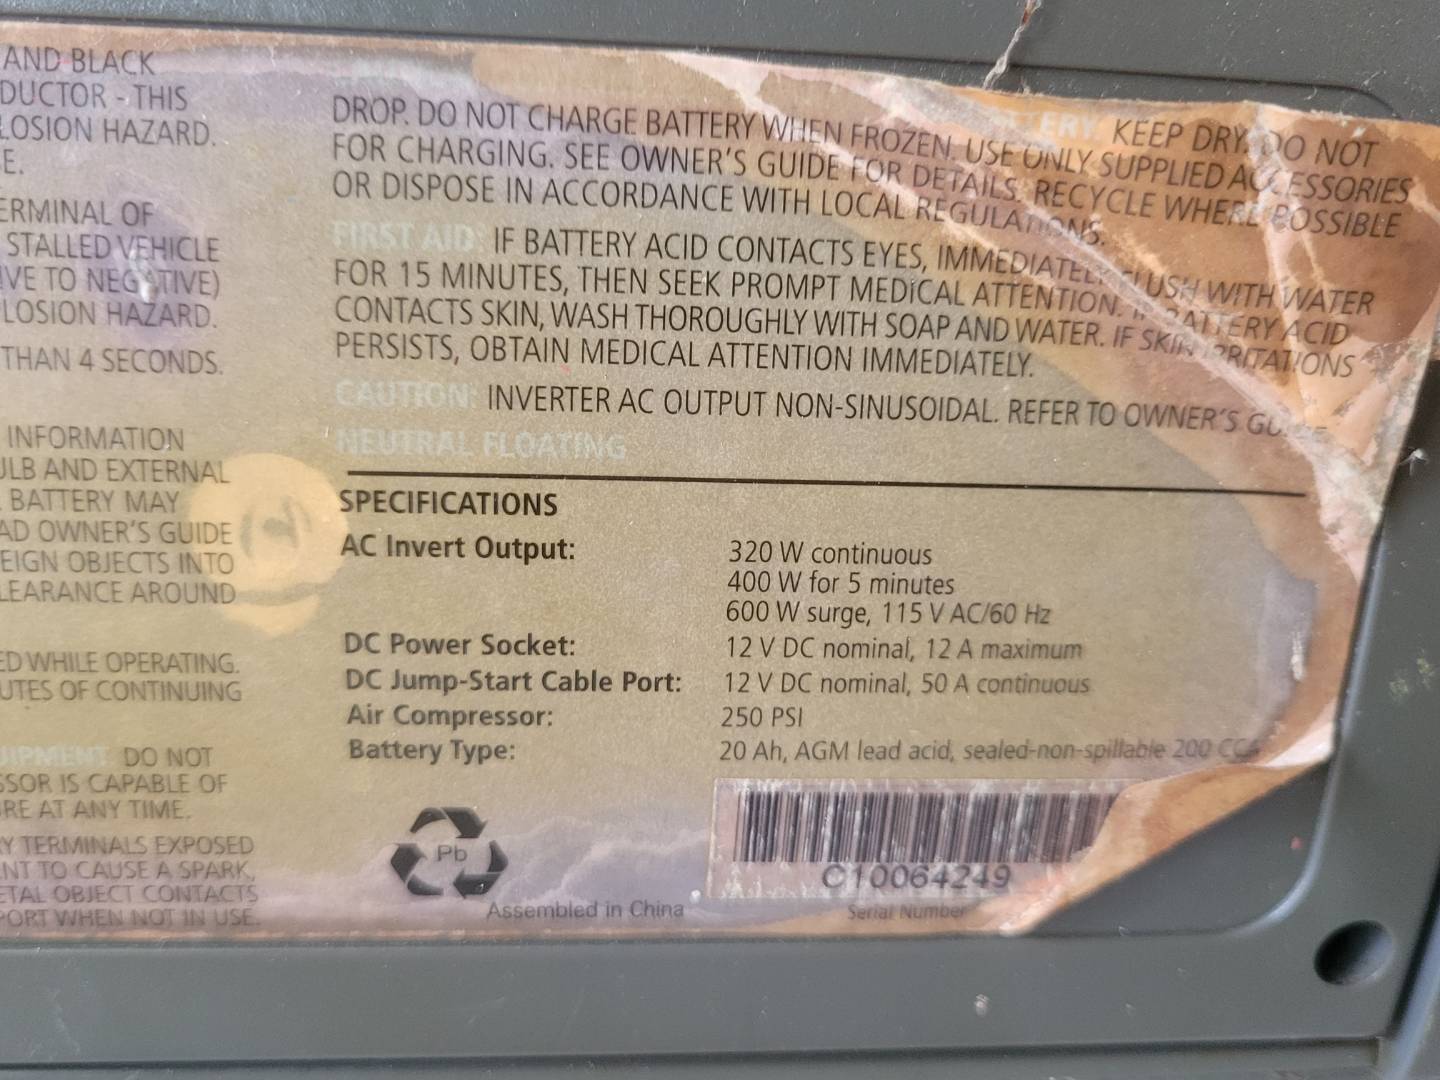 AND BLACK
DUCTOR - THIS
LOSION HAZARD.
E.
ERMINAL OF
STALLED VEHICLE
IVE TO NEGATIVE)
LOSION HAZARD.
THAN 4 SECONDS.
INFORMATION
ULB AND EXTERNAL
BATTERY MAY
AD OWNER'S GUIDE
EIGN OBJECTS INTO
LEARANCE AROUND
ED WHILE OPERATING.
UTES OF CONTINUING
UIPMENT DO NOT
SSOR IS CAPABLE OF
RE AT ANY TIME.
Y TERMINALS EXPOSED
NT TO CAUSE A SPARK,
ETAL OBJECT CONTACTS
PORT WHEN NOT IN USE.
TTERY. KEEP DRY. DO NOT
DROP. DO NOT CHARGE BATTERY WHEN FROZEN. USE ONLY SUPPLIED ACCESSORIES
FOR CHARGING. SEE OWNER'S GUIDE FOR DETAILS. RECYCLE WHERE POSSIBLE
OR DISPOSE IN ACCORDANCE WITH LOCAL REGULATIONS.
FIRST AID: IF BATTERY ACID CONTACTS EYES, IMMEDIATELY FLUSH WITH WATER
FOR 15 MINUTES, THEN SEEK PROMPT MEDICAL ATTENTION. IF BATTERY ACID
CONTACTS SKIN, WASH THOROUGHLY WITH SOAP AND WATER. IF SKIN IRRITATIONS
PERSISTS, OBTAIN MEDICAL ATTENTION IMMEDIATELY.
CAUTION: INVERTER AC OUTPUT NON-SINUSOIDAL. REFER TO OWNER'S GU
NEUTRAL FLOATING
SPECIFICATIONS
AC Invert Output: 320 W continuous
400 W for 5 minutes
600 W surge, 115 V AC/60 Hz
DC Power Socket: 12 V DC nominal, 12 A maximum
DC Jump-Start Cable Port: 12 V DC nominal, 50 A continuous
Air Compressor: 250 PSI
Battery Type: 20 Ah, AGM lead acid, sealed-non-spillable 200 CCA
Pb
Assembled in China
C10064249
Serial Number